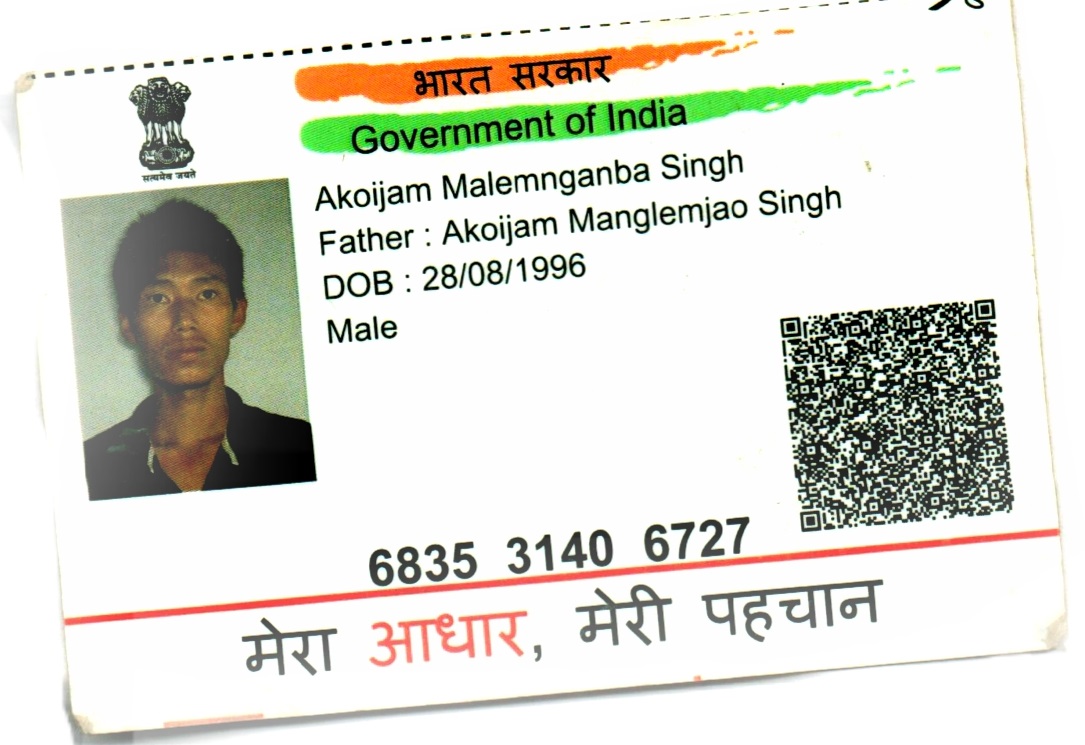 भारत सरकार
Government of India
सत्यमेव जयते
Akoijam Malemnganba Singh
Father : Akoijam Manglemjao Singh
DOB : 28/08/1996
Male
6835 3140 6727
मेरा आधार, मेरी पहचान